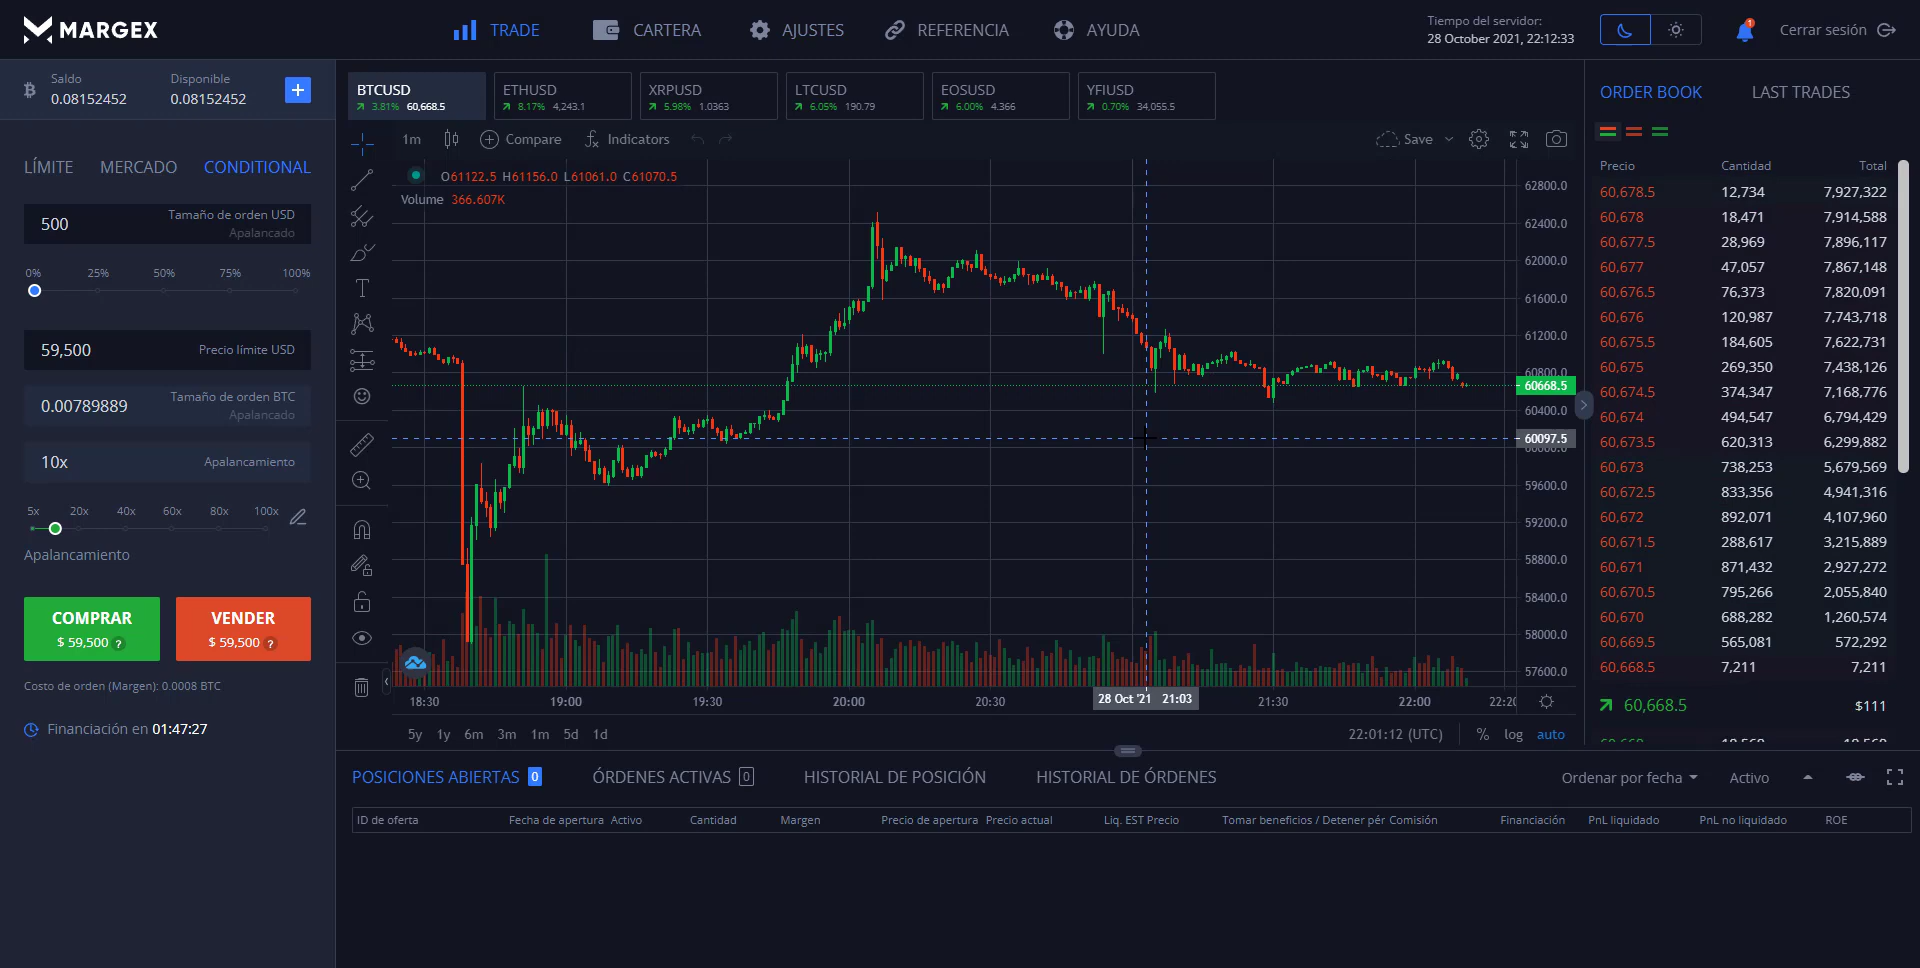 MARGEX
TRADE
CARTERA
AJUSTES
REFERENCIA
AYUDA
Tiempo del servidor:
28 October 2021, 22:12:33
1
Cerrar sesión
Saldo
0.08152452
Disponible
0.08152452
+
LÍMITE MERCADO CONDITIONAL
500 Tamaño de orden USD
Apalancado
0% 25% 50% 75% 100%
59,500 Precio límite USD
0.00789889 Tamaño de orden BTC
Apalancado
10x Apalancamiento
5x 20x 40x 60x 80x 100x
Apalancamiento
COMPRAR
$ 59,500 ?
VENDER
$ 59,500 ?
Costo de orden (Margen): 0.0008 BTC
Financiación en 01:47:27
BTCUSD
3.81% 60,668.5
ETHUSD
8.17% 4,243.1
XRPUSD
5.98% 1.0363
LTCUSD
6.05% 190.79
EOSUSD
6.00% 4.366
YFIUSD
0.70% 34,055.5
1m Compare Indicators Save
O61122.5 H61156.0 L61061.0 C61070.5
Volume 366.607K
62800.0
62400.0
62000.0
61600.0
61200.0
60800.0
60668.5
60400.0
60097.5
60000.0
59600.0
59200.0
58800.0
58400.0
58000.0
57600.0
18:30 19:00 19:30 20:00 20:30 28 Oct '21 21:03 21:30 22:00 22:20
5y 1y 6m 3m 1m 5d 1d
22:01:12 (UTC) % log auto
ORDER BOOK LAST TRADES
Precio Cantidad Total
60,678.5 12,734 7,927,322
60,678 18,471 7,914,588
60,677.5 28,969 7,896,117
60,677 47,057 7,867,148
60,676.5 76,373 7,820,091
60,676 120,987 7,743,718
60,675.5 184,605 7,622,731
60,675 269,350 7,438,126
60,674.5 374,347 7,168,776
60,674 494,547 6,794,429
60,673.5 620,313 6,299,882
60,673 738,253 5,679,569
60,672.5 833,356 4,941,316
60,672 892,071 4,107,960
60,671.5 288,617 3,215,889
60,671 871,432 2,927,272
60,670.5 795,266 2,055,840
60,670 688,282 1,260,574
60,669.5 565,081 572,292
60,668.5 7,211 7,211
60,668.5 $111
POSICIONES ABIERTAS 0 ÓRDENES ACTIVAS 0 HISTORIAL DE POSICIÓN HISTORIAL DE ÓRDENES
Ordenar por fecha Activo
ID de oferta Fecha de apertura Activo Cantidad Margen Precio de apertura Precio actual Liq. EST Precio Tomar beneficios / Detener pér Comisión Financiación PnL liquidado PnL no liquidado ROE